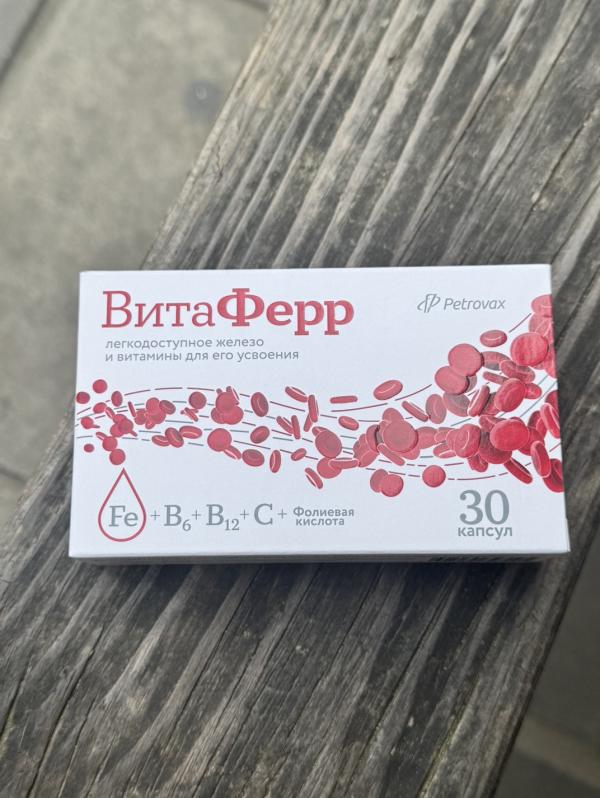 ВитаФерр
Petrovax
легкодоступное железо
и витамины для его усвоения
Fe + B6 + B12 + C + Фолиевая
кислота
30
капсул